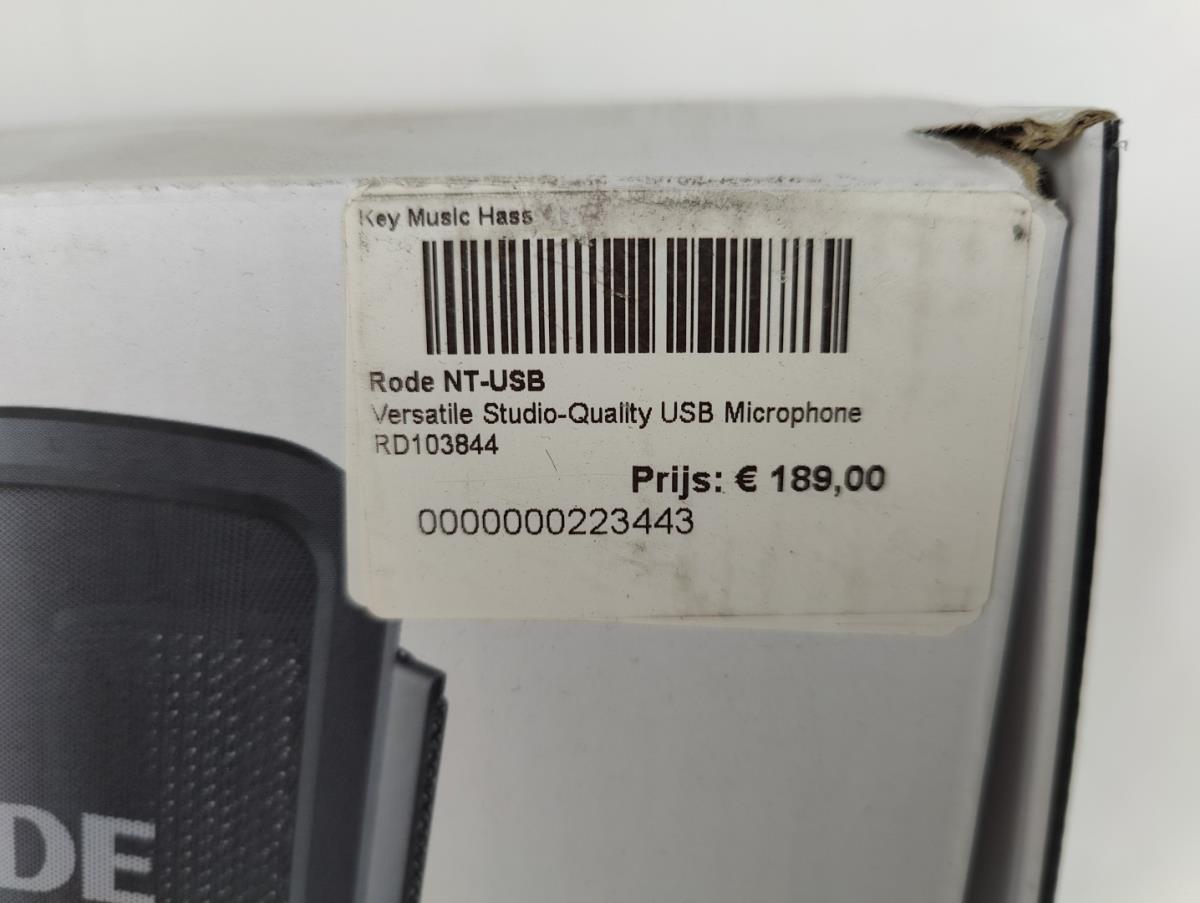 Key Music Hass
Rode NT-USB
Versatile Studio-Quality USB Microphone
RD103844
Prijs: € 189,00
0000000223443
DE